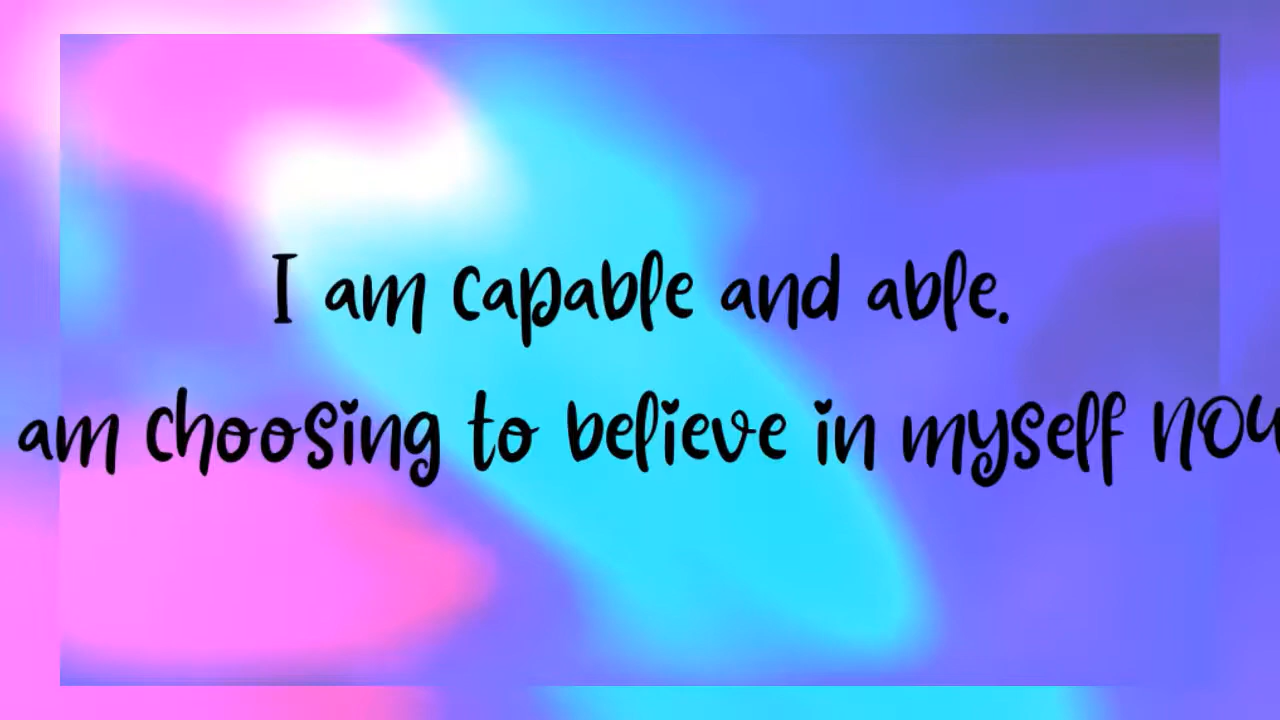 I am capable and able.
am choosing to believe in myself